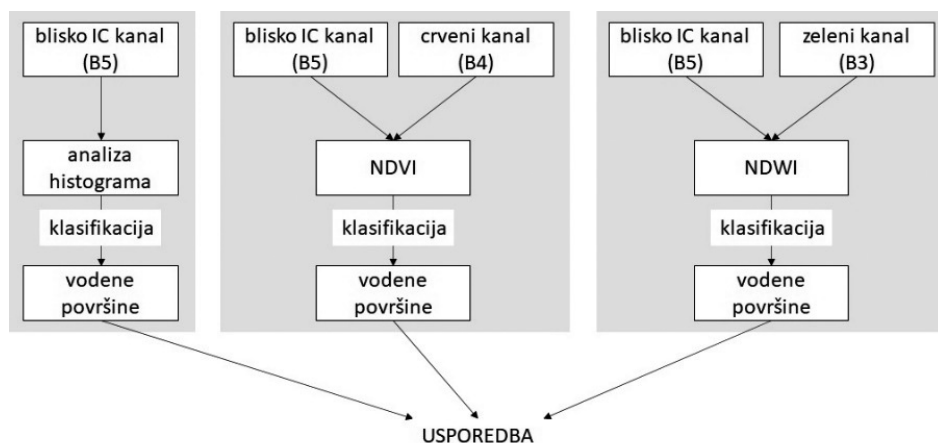 blisko IC kanal
(B5)
analiza
histograma
klasifikacija
vodene
površine
blisko IC kanal
(B5)
crveni kanal
(B4)
NDVI
klasifikacija
vodene
površine
blisko IC kanal
(B5)
zeleni kanal
(B3)
NDWI
klasifikacija
vodene
površine
USPOREDBA